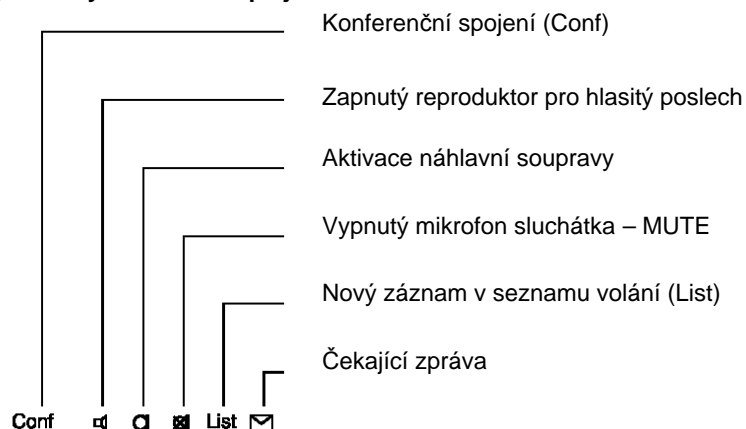 Konferenční spojení (Conf)
Zapnutý reproduktor pro hlasitý poslech
Aktivace náhlavní soupravy
Vypnutý mikrofon sluchátka – MUTE
Nový záznam v seznamu volání (List)
Čekající zpráva
Conf List